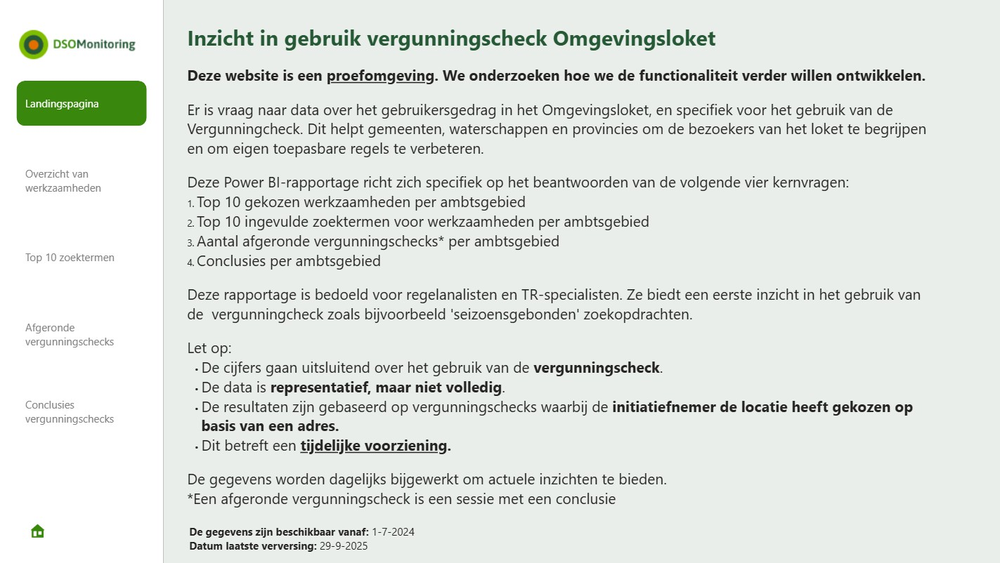 DSOMonitoring
Landingspagina
Overzicht van
werkzaamheden
Top 10 zoektermen
Afgeronde
vergunningschecks
Conclusies
vergunningschecks
Inzicht in gebruik vergunningscheck Omgevingsloket
Deze website is een proefomgeving. We onderzoeken hoe we de functionaliteit verder willen ontwikkelen.
Er is vraag naar data over het gebruikersgedrag in het Omgevingsloket, en specifiek voor het gebruik van de
Vergunningcheck. Dit helpt gemeenten, waterschappen en provincies om de bezoekers van het loket te begrijpen
en om eigen toepasbare regels te verbeteren.
Deze Power BI-rapportage richt zich specifiek op het beantwoorden van de volgende vier kernvragen:
1. Top 10 gekozen werkzaamheden per ambtsgebied
2. Top 10 ingevulde zoektermen voor werkzaamheden per ambtsgebied
3. Aantal afgeronde vergunningschecks* per ambtsgebied
4. Conclusies per ambtsgebied
Deze rapportage is bedoeld voor regelanalisten en TR-specialisten. Ze biedt een eerste inzicht in het gebruik van
de  vergunningcheck zoals bijvoorbeeld 'seizoensgebonden' zoekopdrachten.
Let op:
• De cijfers gaan uitsluitend over het gebruik van de vergunningscheck.
• De data is representatief, maar niet volledig.
• De resultaten zijn gebaseerd op vergunningschecks waarbij de initiatiefnemer de locatie heeft gekozen op
basis van een adres.
• Dit betreft een tijdelijke voorziening.
De gegevens worden dagelijks bijgewerkt om actuele inzichten te bieden.
*Een afgeronde vergunningscheck is een sessie met een conclusie
De gegevens zijn beschikbaar vanaf: 1-7-2024
Datum laatste verversing: 29-9-2025